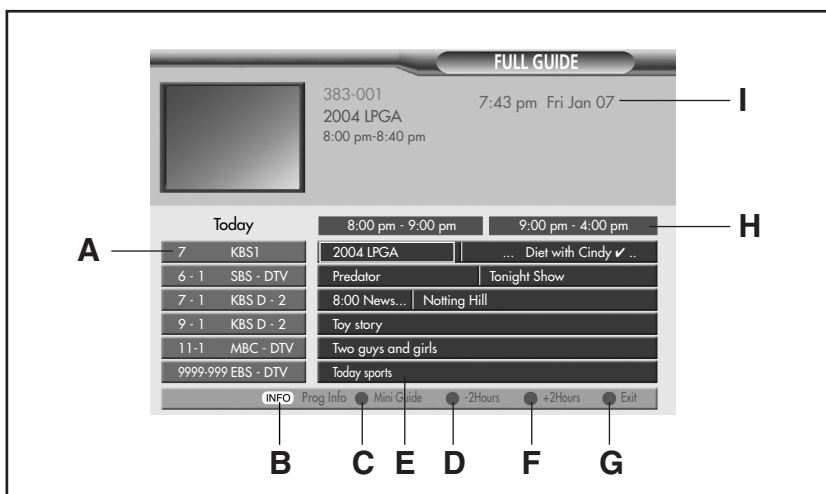 FULL GUIDE
383-001
7:43 pm Fri Jan 07
I
2004 LPGA
8:00 pm-8:40 pm
Today
8:00 pm - 9:00 pm
9:00 pm - 4:00 pm
H
A
7 KBS1
2004 LPGA
... Diet with Cindy ✔ ..
6 - 1 SBS - DTV
Predator
Tonight Show
7 - 1 KBS D - 2
8:00 News...
Notting Hill
9 - 1 KBS D - 2
Toy story
11-1 MBC - DTV
Two guys and girls
9999-999 EBS - DTV
Today sports
INFO Prog Info
Mini Guide
-2Hours
+2Hours
Exit
B C E D F G